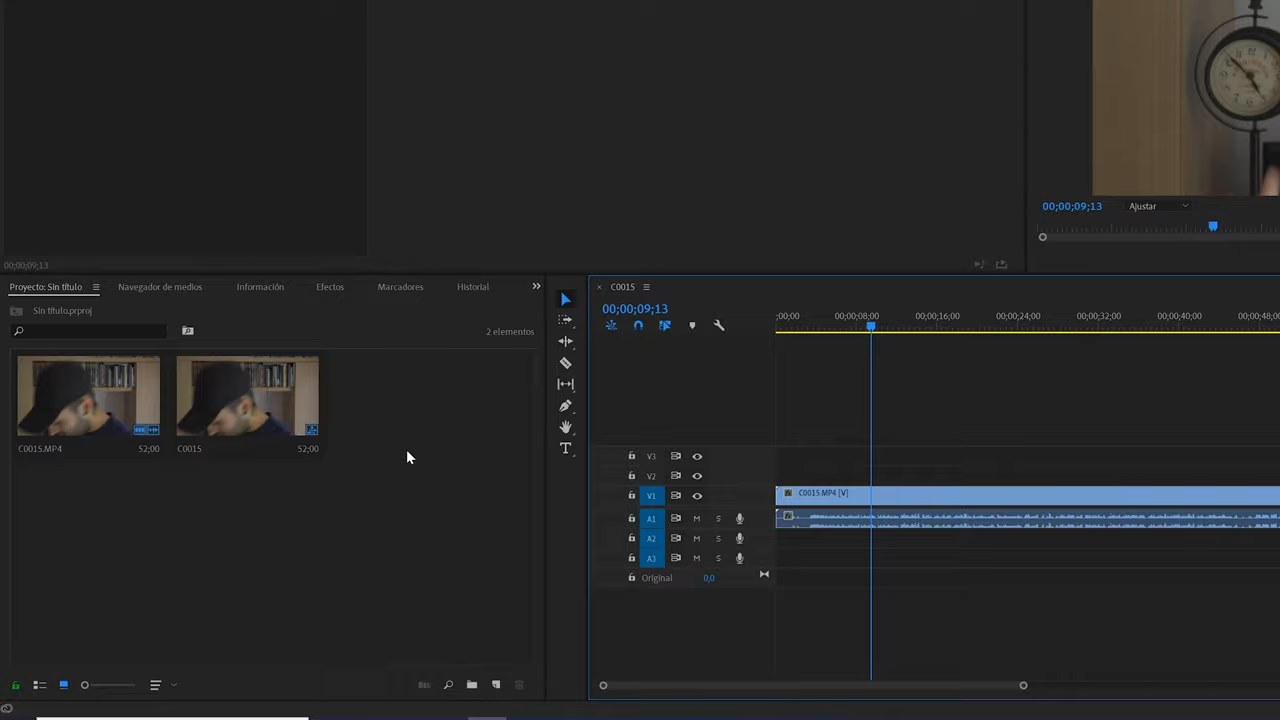 00;00;09;13 Ajustar
00;00;09;13
Proyecto: Sin título Navegador de medios Información Efectos Marcadores Historial
Sin título.prproj
2 elementos
C0015.MP4 52;00 C0015 52;00
C0015
00;00;09;13
;00;00 00;00;08;00 00;00;16;00 00;00;24;00 00;00;32;00 00;00;40;00 00;00;48;0
V3
V2
V1 C0015.MP4 [V]
A1 M S
A2 M S
A3 M S
Original 0,0